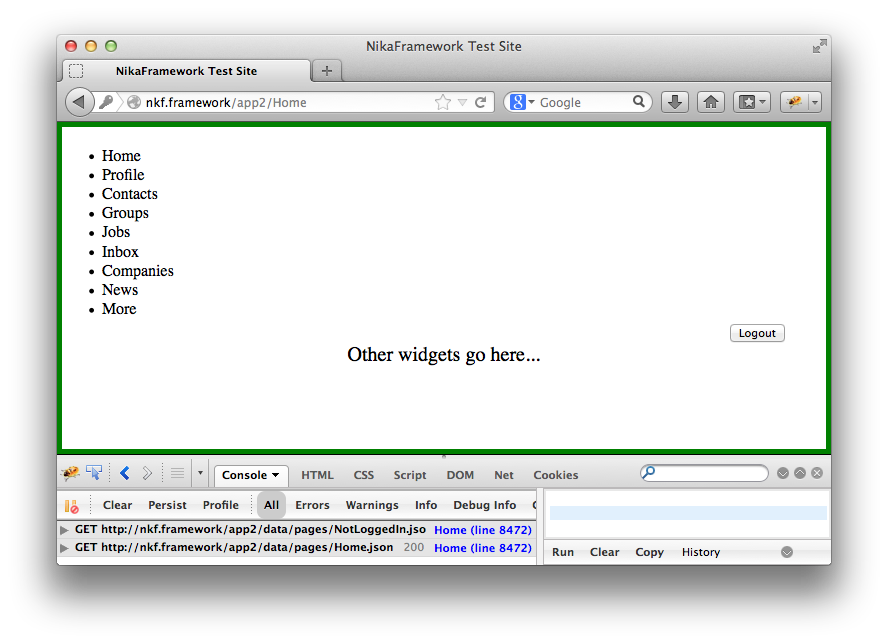 NikaFramework Test Site
NikaFramework Test Site
nkf.framework/app2/Home
Google
Home
Profile
Contacts
Groups
Jobs
Inbox
Companies
News
More
Logout
Other widgets go here...
Console HTML CSS Script DOM Net Cookies
Clear Persist Profile All Errors Warnings Info Debug Info
GET http://nkf.framework/app2/data/pages/NotLoggedIn.jso Home (line 8472)
GET http://nkf.framework/app2/data/pages/Home.json 200 Home (line 8472)
Run Clear Copy History